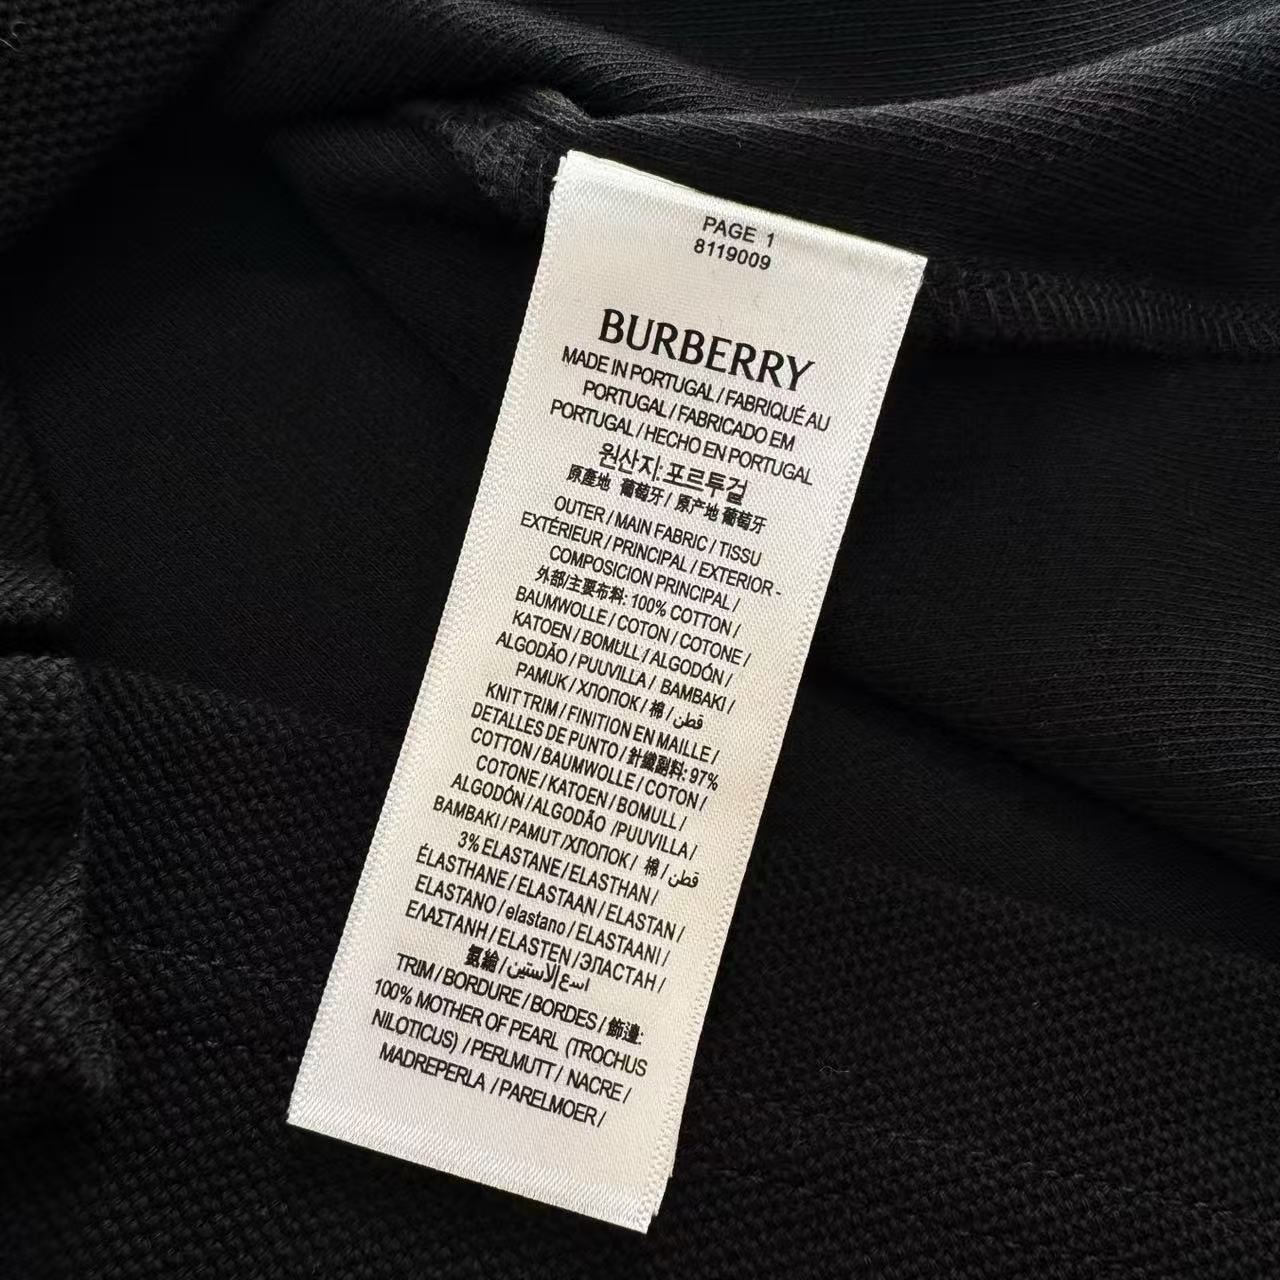 PAGE 1
8119009
BURBERRY
MADE IN PORTUGAL / FABRIQUÉ AU
PORTUGAL / FABRICADO EM
PORTUGAL / HECHO EN PORTUGAL
원산지: 포르투걸
原產地 葡萄牙 / 原产地 葡萄牙
OUTER / MAIN FABRIC / TISSU
EXTÉRIEUR / PRINCIPAL / EXTERIOR -
COMPOSICION PRINCIPAL /
外部/主要布料: 100% COTTON /
BAUMWOLLE / COTON / COTONE /
KATOEN / BOMULL / ALGODÓN /
ALGODÃO / PUUVILLA / BAMBAKI /
PAMUK / ХЛОПОК / 棉 / قطن
KNIT TRIM / FINITION EN MAILLE /
DETALLES DE PUNTO / 針織副料: 97%
COTTON / BAUMWOLLE / COTON /
COTONE / KATOEN / BOMULL /
ALGODÓN / ALGODÃO /PUUVILLA /
BAMBAKI / PAMUT /ХЛОПОК / 棉 / قطن
3% ELASTANE / ELASTHAN /
ÉLASTHANE / ELASTAAN / ELASTAN /
ELASTANO / elastano / ELASTAANI /
ΕΛΑΣΤΑΝΗ / ELASTEN / ЭЛАСТАН /
氨綸 / اسع إلاستين
TRIM / BORDURE / BORDES / 飾邊:
100% MOTHER OF PEARL (TROCHUS
NILOTICUS) / PERLMUTT / NACRE /
MADREPERLA / PARELMOER /